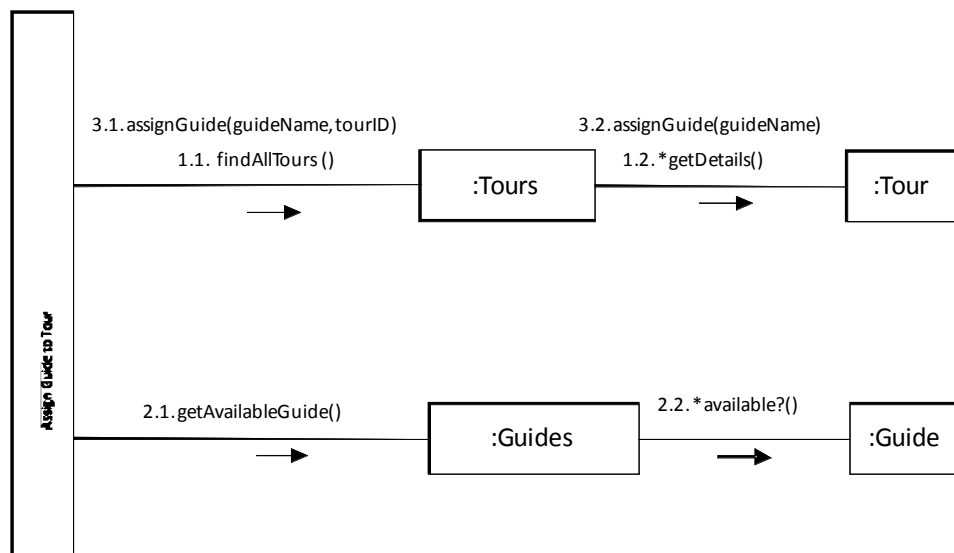 3.1.assignGuide(guideName,tourID)
1.1. findAllTours ()
3.2.assignGuide(guideName)
1.2.*getDetails()
:Tours
:Tour
Assign Guide to Tour
2.1.getAvailableGuide()
2.2.*available?()
:Guides
:Guide